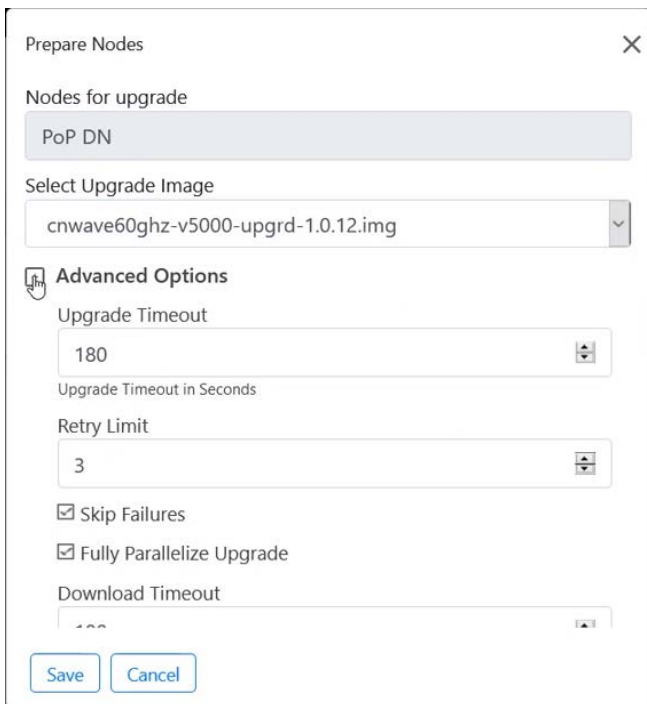 Prepare Nodes
Nodes for upgrade
PoP DN
Select Upgrade Image
cnwave60ghz-v5000-upgrd-1.0.12.img
Advanced Options
Upgrade Timeout
180
Upgrade Timeout in Seconds
Retry Limit
3
Skip Failures
Fully Parallelize Upgrade
Download Timeout
Save Cancel